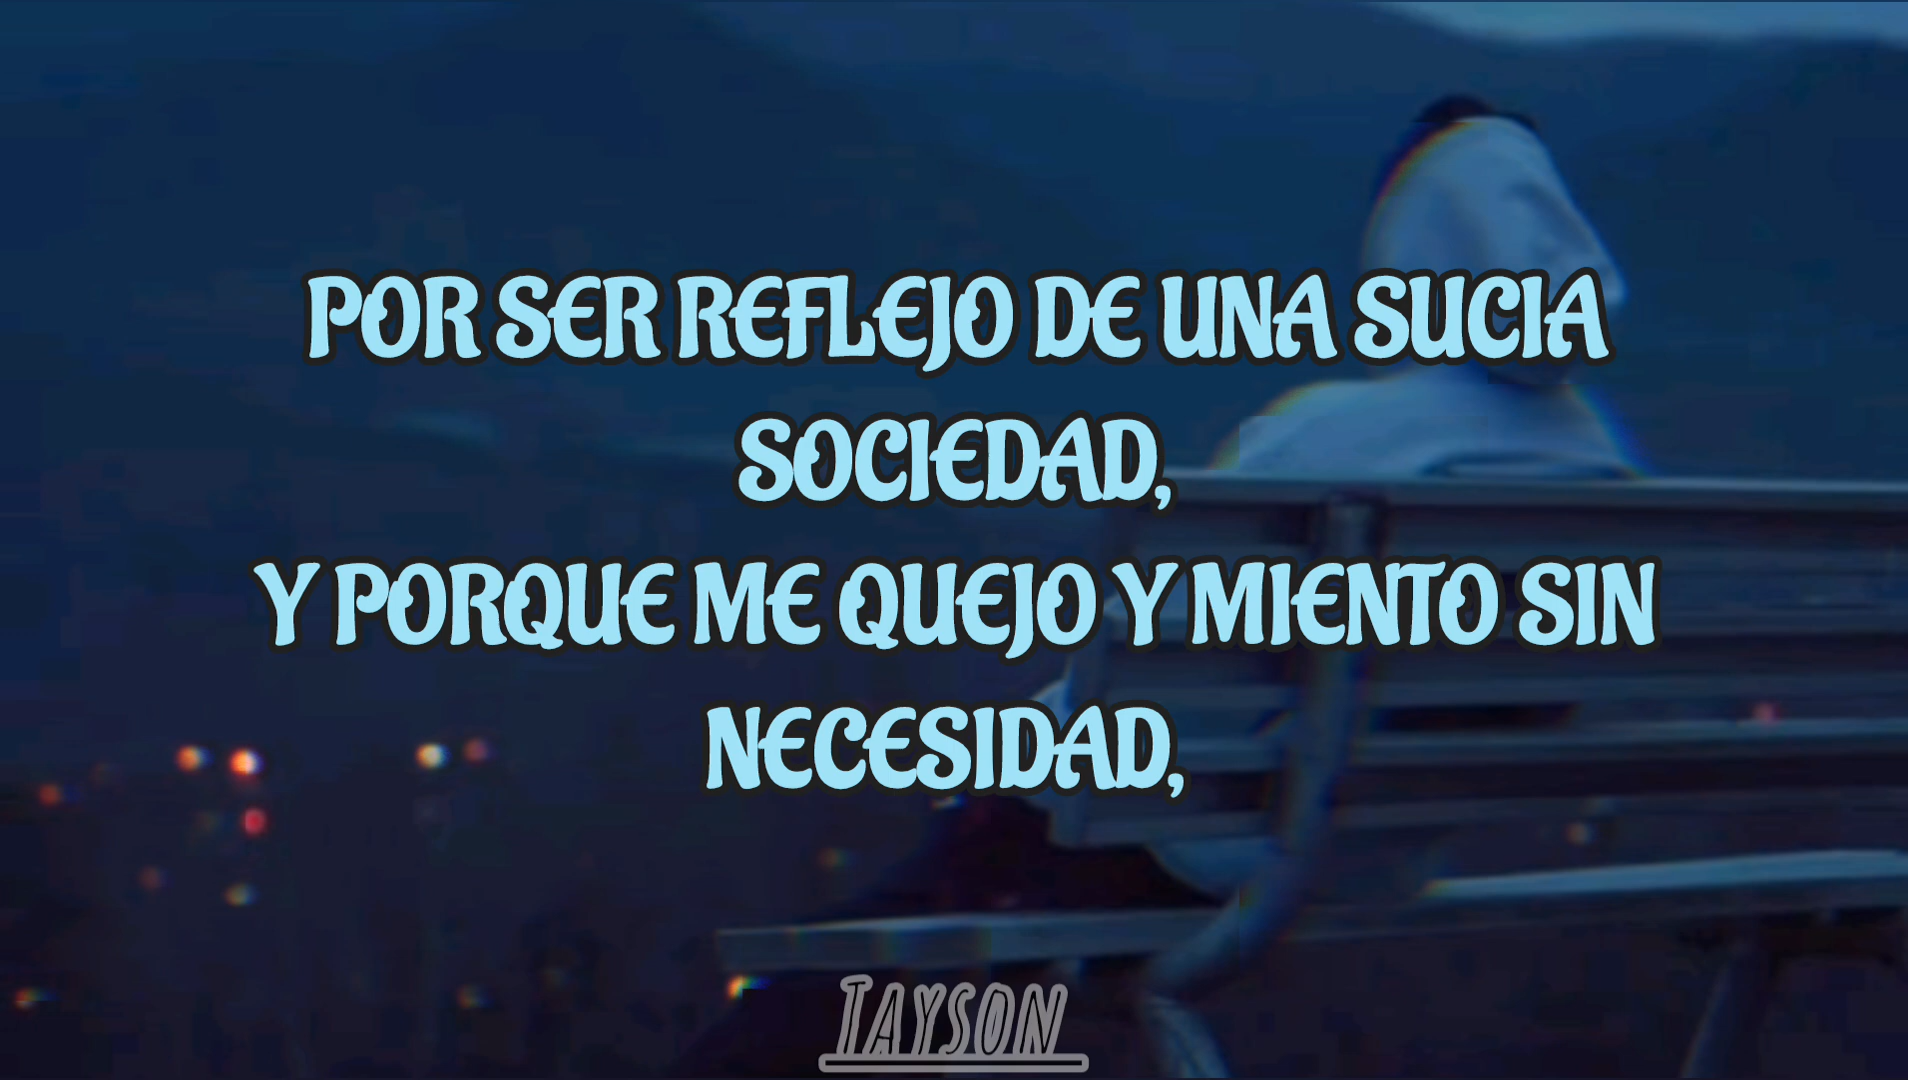 POR SER REFLEJO DE UNA SUCIA
SOCIEDAD,
Y PORQUE ME QUEJO Y MIENTO SIN
NECESIDAD,
TAYSON